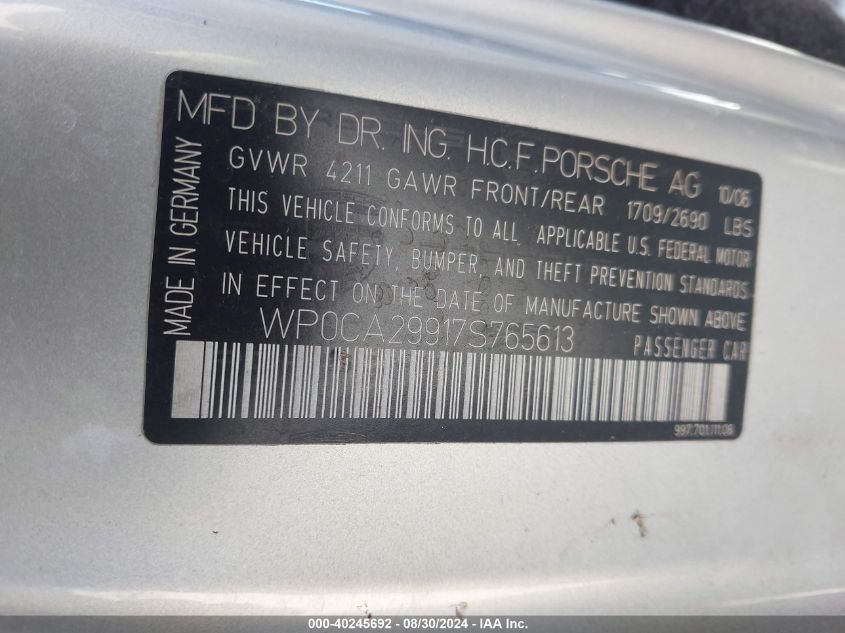 MFD BY DR. ING. H.C.F. PORSCHE AG 10/06
GVWR 4211 GAWR FRONT/REAR 1709/2690 LBS
THIS VEHICLE CONFORMS TO ALL APPLICABLE U.S. FEDERAL MOTOR
VEHICLE SAFETY, BUMPER, AND THEFT PREVENTION STANDARDS
IN EFFECT ON THE DATE OF MANUFACTURE SHOWN ABOVE
WP0CA29917S765613
PASSENGER CAR
MADE IN GERMANY
997.701.111.08
000-40245692 - 08/30/2024 - IAAI Inc.